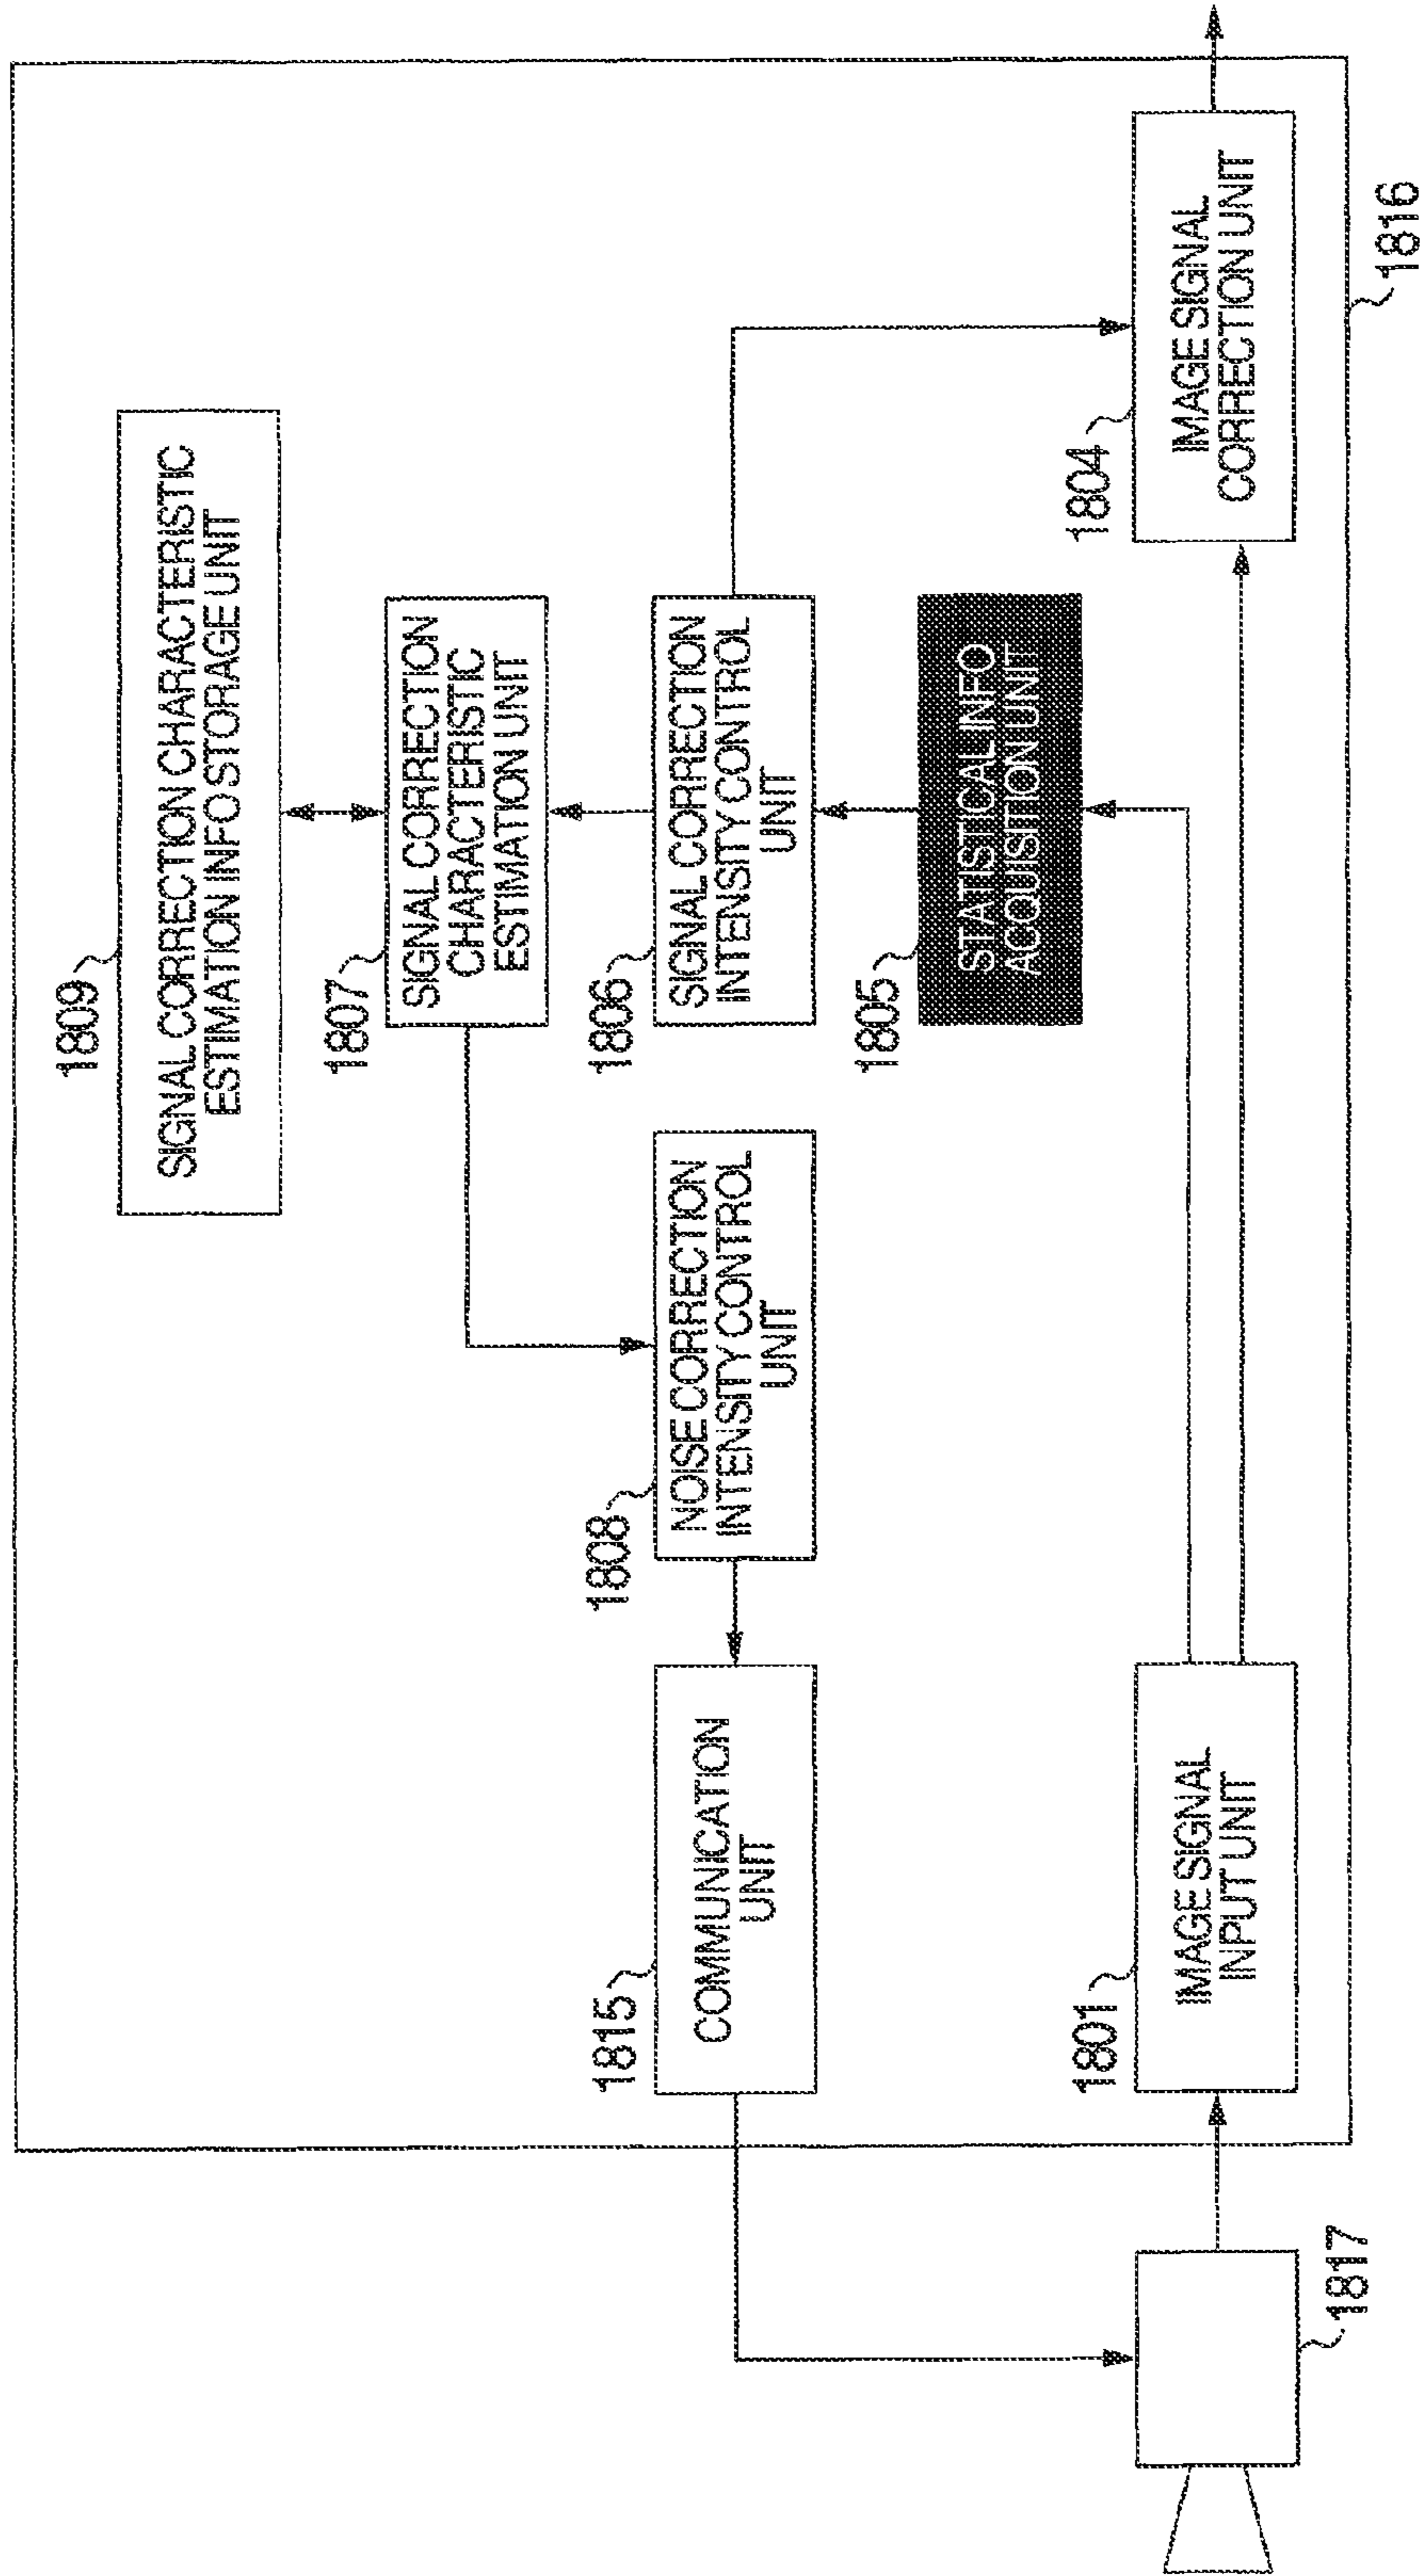 1809
SIGNAL CORRECTION CHARACTERISTIC
ESTIMATION INFO STORAGE UNIT
1807
SIGNAL CORRECTION
CHARACTERISTIC
ESTIMATION UNIT
1815
COMMUNICATION
UNIT
1808
NOISE CORRECTION
INTENSITY CONTROL
UNIT
1806
SIGNAL CORRECTION
INTENSITY CONTROL
UNIT
1805
STATISTICAL INFO
ACQUISITION UNIT
1801
IMAGE SIGNAL
INPUT UNIT
1804
IMAGE SIGNAL
CORRECTION UNIT
1817
1816